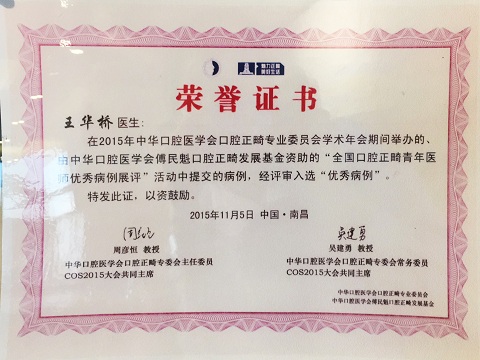 魅力正畸
美好生活
荣誉证书
王华桥 医生：
在2015年中华口腔医学会口腔正畸专业委员会学术年会期间举办的、
由中华口腔医学会傅民魁口腔正畸发展基金资助的“全国口腔正畸青年医
师优秀病例展评”活动中提交的病例，经评审入选“优秀病例”。
特发此证，以资鼓励。
2015年11月5日 中国·南昌
周彦恒 教授
吴建勇 教授
中华口腔医学会口腔正畸专委会主任委员
中华口腔医学会口腔正畸专委会常务委员
COS2015大会共同主席
COS2015大会共同主席
中华口腔医学会口腔正畸专业委员会
中华口腔医学会傅民魁口腔正畸发展基金